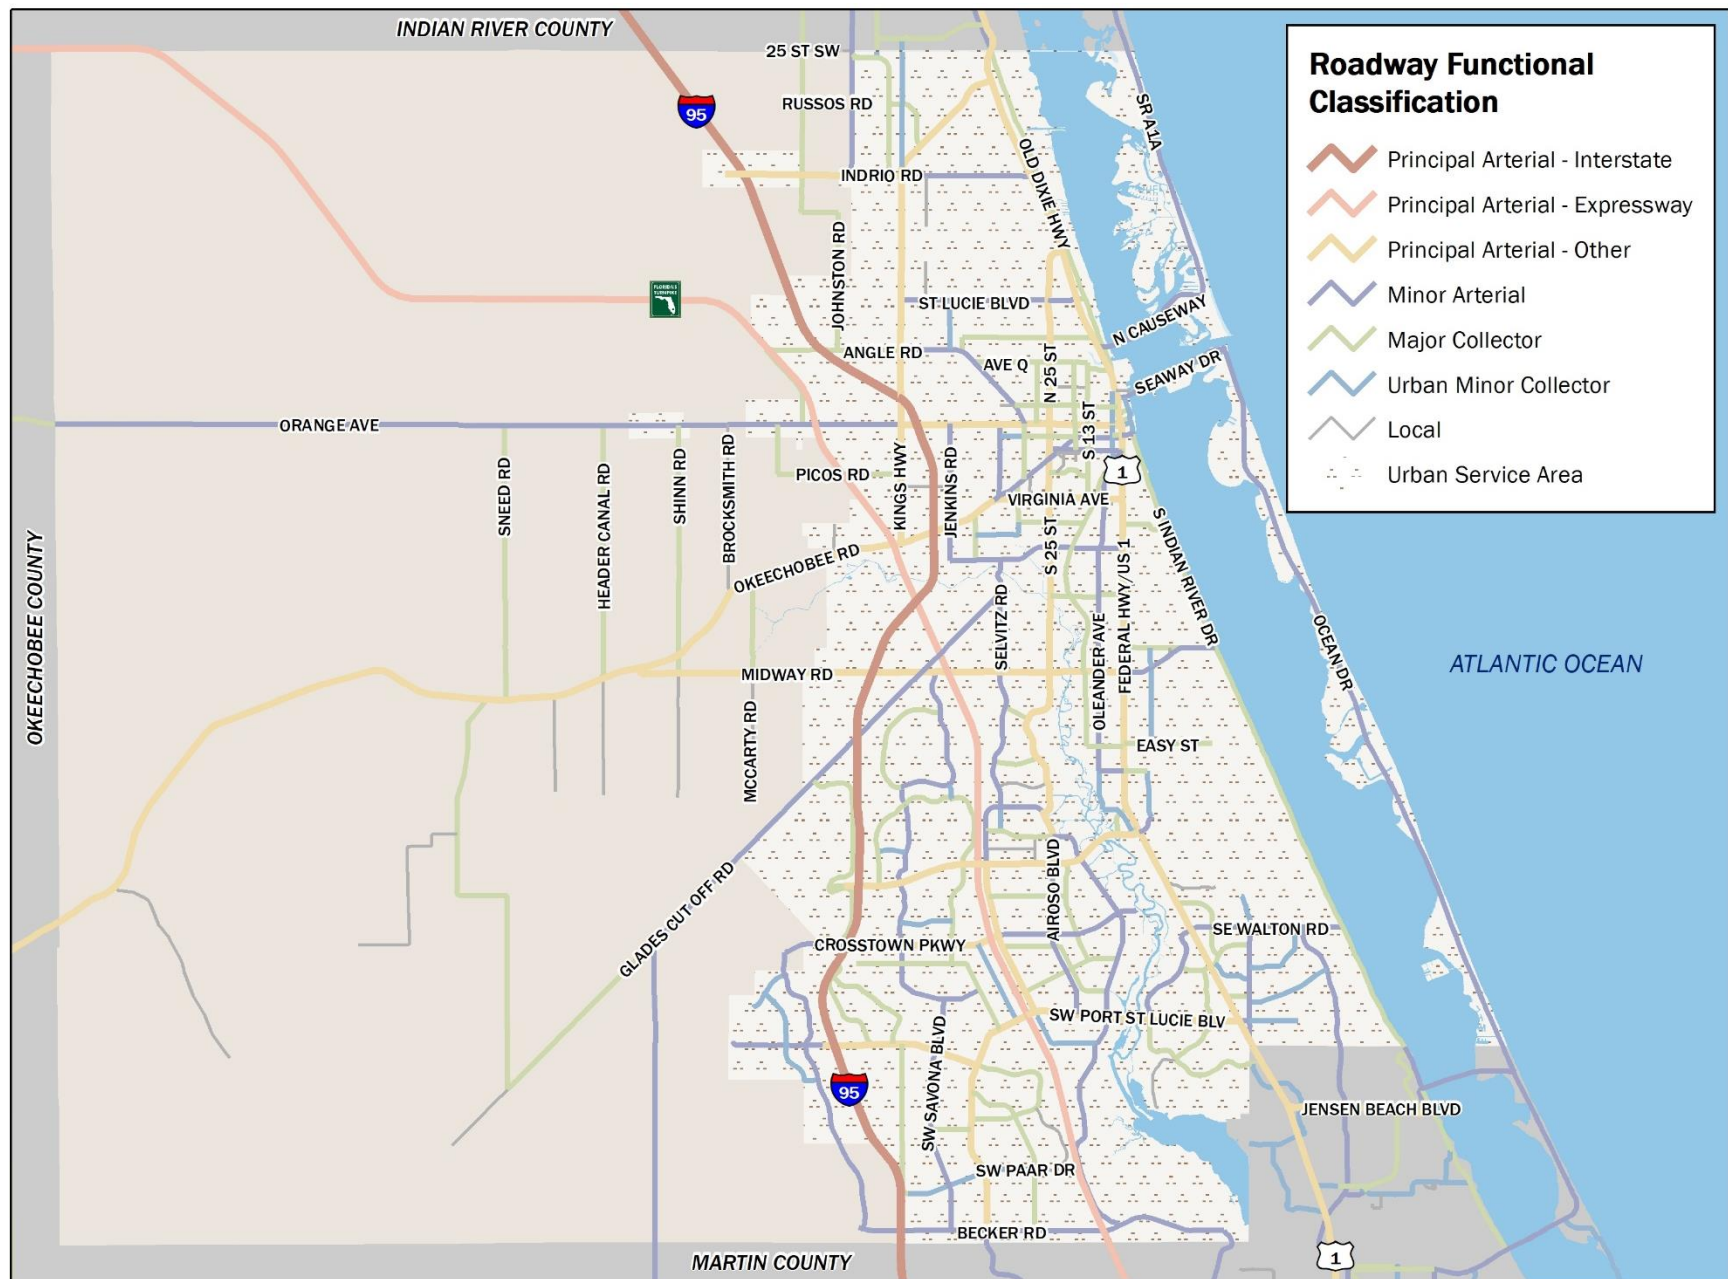 INDIAN RIVER COUNTY
25 ST SW
RUSSOS RD
95
INDRIO RD
SR A1A
OLD DIXIE HWY
JOHNSTON RD
FLORIDA'S
TURNPIKE
ST LUCIE BLVD
N CAUSEWAY
ANGLE RD
AVE Q
N 25 ST
SEAWAY DR
ORANGE AVE
S 13 ST
SNEED RD
HEADER CANAL RD
SHINN RD
BROCKSMITH RD
PICOS RD
KINGS HWY
JENKINS RD
1
VIRGINIA AVE
OKEECHOBEE RD
S 25 ST
S INDIAN RIVER DR
OKEECHOBEE COUNTY
SELVITZ RD
OLEANDER AVE
FEDERAL HWY/US 1
OCEAN DR
ATLANTIC OCEAN
MIDWAY RD
MCCARTY RD
EASY ST
GLADES CUT OFF RD
AIROSO BLVD
CROSSTOWN PKWY
SE WALTON RD
SW PORT ST LUCIE BLV
SW SAVONA BLVD
95
JENSEN BEACH BLVD
SW PAAR DR
BECKER RD
MARTIN COUNTY
1
Roadway Functional
Classification
Principal Arterial - Interstate
Principal Arterial - Expressway
Principal Arterial - Other
Minor Arterial
Major Collector
Urban Minor Collector
Local
Urban Service Area